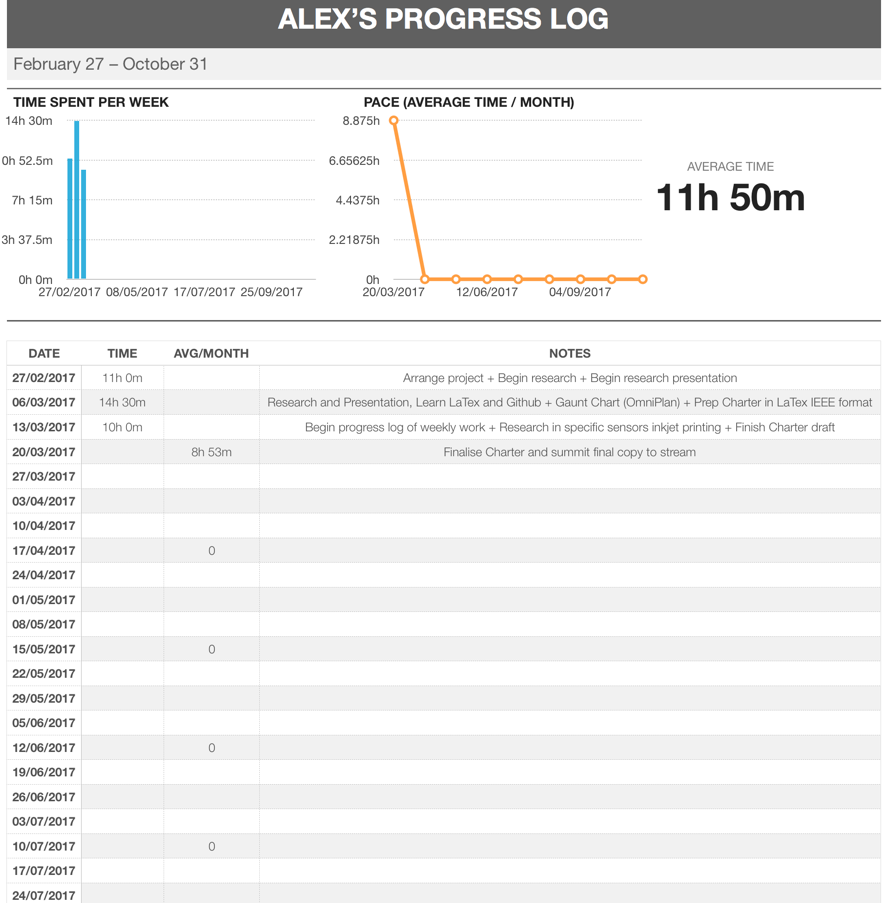 ALEX’S PROGRESS LOG
February 27 – October 31
TIME SPENT PER WEEK
14h 30m
0h 52.5m
7h 15m
3h 37.5m
0h 0m
27/02/2017 08/05/2017 17/07/2017 25/09/2017
PACE (AVERAGE TIME / MONTH)
8.875h
6.65625h
4.4375h
2.21875h
0h
20/03/2017 12/06/2017 04/09/2017
AVERAGE TIME
11h 50m
DATE TIME AVG/MONTH NOTES
27/02/2017 11h 0m Arrange project + Begin research + Begin research presentation
06/03/2017 14h 30m Research and Presentation, Learn LaTex and Github + Gaunt Chart (OmniPlan) + Prep Charter in LaTex IEEE format
13/03/2017 10h 0m Begin progress log of weekly work + Research in specific sensors inkjet printing + Finish Charter draft
20/03/2017 8h 53m Finalise Charter and summit final copy to stream
27/03/2017
03/04/2017
10/04/2017
17/04/2017 0
24/04/2017
01/05/2017
08/05/2017
15/05/2017 0
22/05/2017
29/05/2017
05/06/2017
12/06/2017 0
19/06/2017
26/06/2017
03/07/2017
10/07/2017 0
17/07/2017
24/07/2017